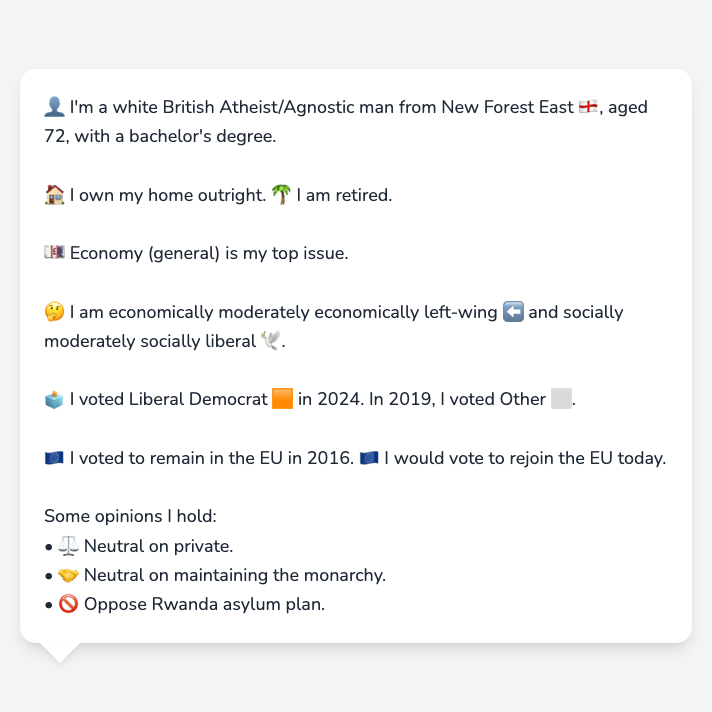 👤 I'm a white British Atheist/Agnostic man from New Forest East 🏴󠁧󠁢󠁥󠁮󠁧󠁿, aged
72, with a bachelor's degree.
🏠 I own my home outright. 🌴 I am retired.
💷 Economy (general) is my top issue.
🤔 I am economically moderately economically left-wing ⬅️ and socially
moderately socially liberal 🕊️.
🗳️ I voted Liberal Democrat 🟧 in 2024. In 2019, I voted Other ⬜.
🇪🇺 I voted to remain in the EU in 2016. 🇪🇺 I would vote to rejoin the EU today.
Some opinions I hold:
• ⚖️ Neutral on private.
• 🤝 Neutral on maintaining the monarchy.
• 🚫 Oppose Rwanda asylum plan.